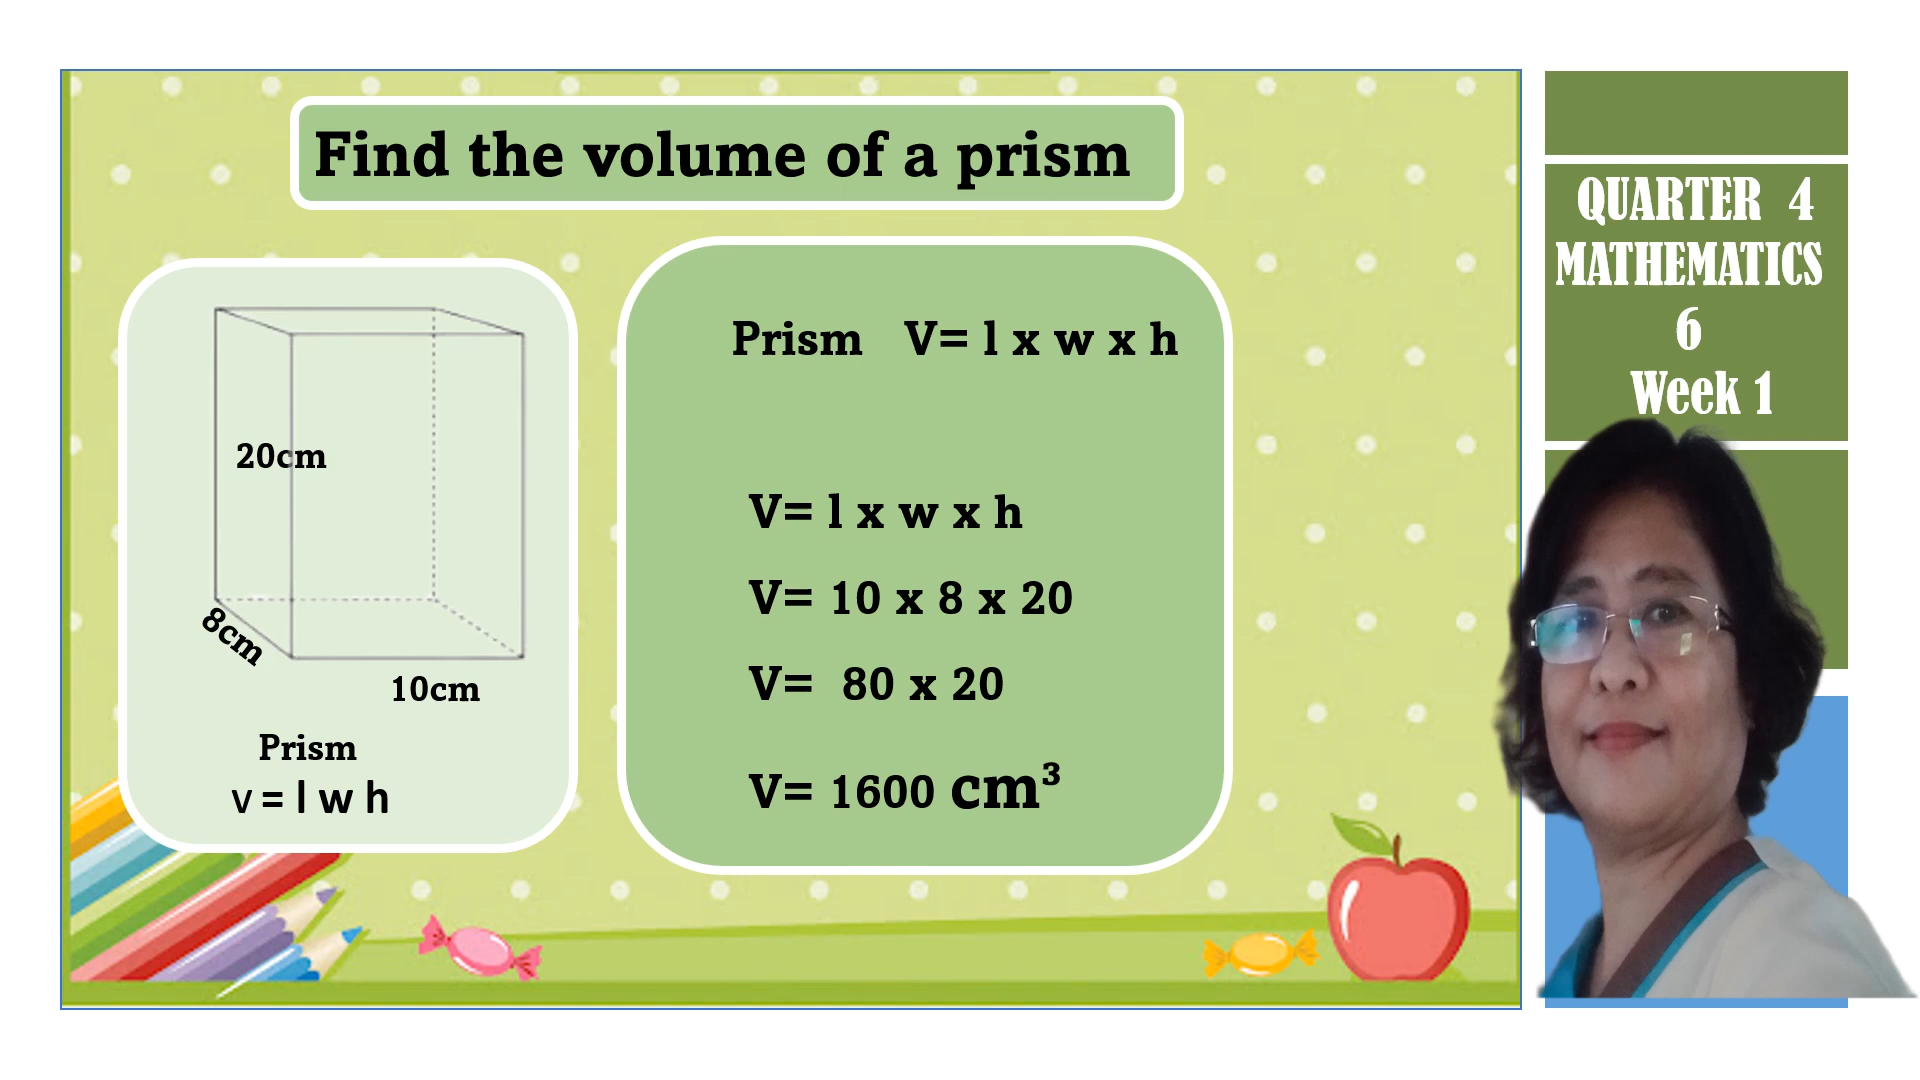 Find the volume of a prism
20cm
8cm
10cm
Prism
v = l w h
Prism V= l x w x h
V= l x w x h
V= 10 x 8 x 20
V= 80 x 20
V= 1600 cm³
QUARTER 4
MATHEMATICS
6
Week 1